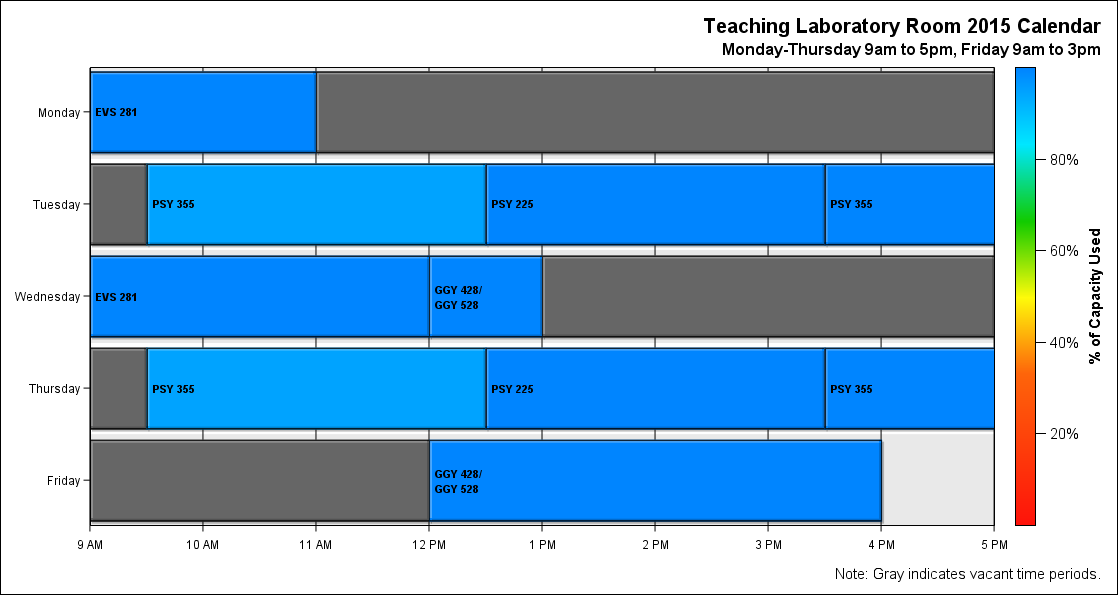 Teaching Laboratory Room 2015 Calendar
Monday-Thursday 9am to 5pm, Friday 9am to 3pm
Monday
EVS 281
Tuesday
PSY 355
PSY 225
PSY 355
Wednesday
EVS 281
GGY 428/
GGY 528
Thursday
PSY 355
PSY 225
PSY 355
Friday
GGY 428/
GGY 528
9 AM
10 AM
11 AM
12 PM
1 PM
2 PM
3 PM
4 PM
5 PM
80%
60%
40%
20%
% of Capacity Used
Note: Gray indicates vacant time periods.